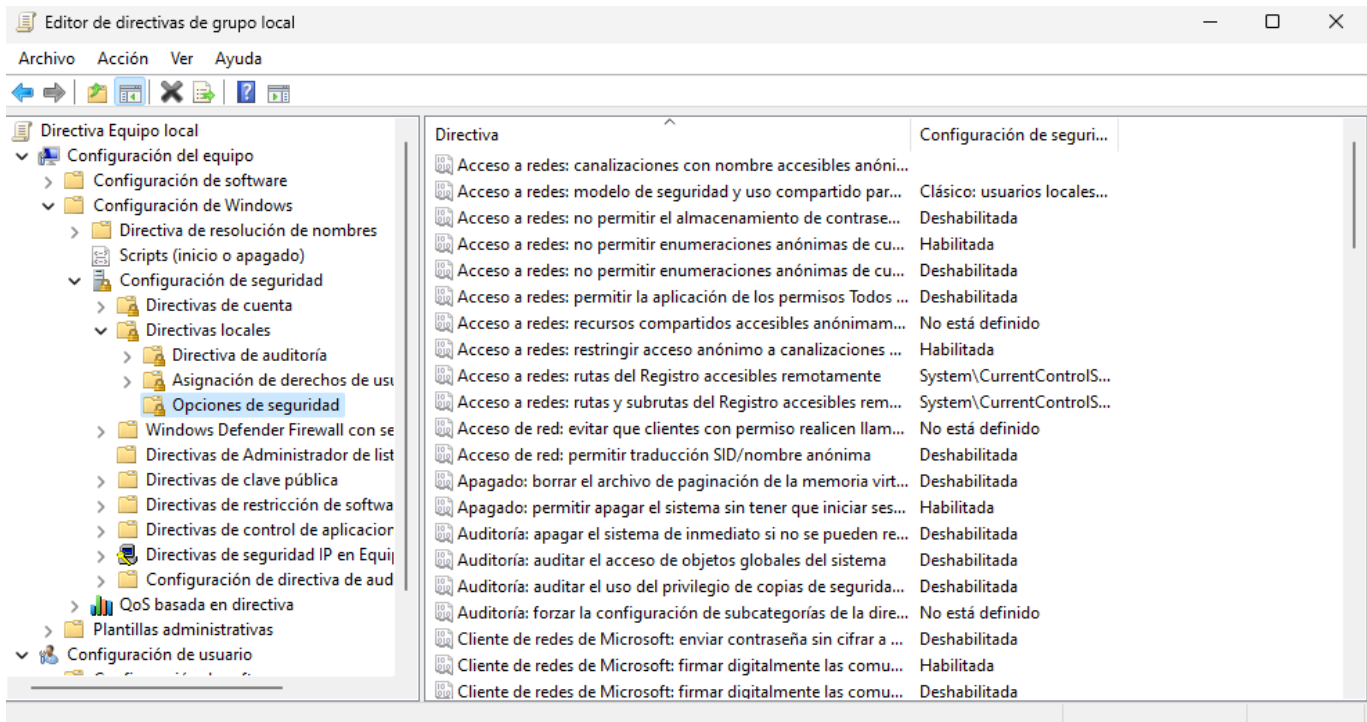 Editor de directivas de grupo local
Archivo Acción Ver Ayuda
Directiva Equipo local
Configuración del equipo
Configuración de software
Configuración de Windows
Directiva de resolución de nombres
Scripts (inicio o apagado)
Configuración de seguridad
Directivas de cuenta
Directivas locales
Directiva de auditoría
Asignación de derechos de usu
Opciones de seguridad
Windows Defender Firewall con se
Directivas de Administrador de list
Directivas de clave pública
Directivas de restricción de softwa
Directivas de control de aplicacion
Directivas de seguridad IP en Equip
Configuración de directiva de aud
QoS basada en directiva
Plantillas administrativas
Configuración de usuario
Directiva Configuración de seguri...
Acceso a redes: canalizaciones con nombre accesibles anóni...
Acceso a redes: modelo de seguridad y uso compartido par... Clásico: usuarios locales...
Acceso a redes: no permitir el almacenamiento de contrase... Deshabilitada
Acceso a redes: no permitir enumeraciones anónimas de cu... Habilitada
Acceso a redes: no permitir enumeraciones anónimas de cu... Deshabilitada
Acceso a redes: permitir la aplicación de los permisos Todos ... Deshabilitada
Acceso a redes: recursos compartidos accesibles anónimam... No está definido
Acceso a redes: restringir acceso anónimo a canalizaciones ... Habilitada
Acceso a redes: rutas del Registro accesibles remotamente System\CurrentControlS...
Acceso a redes: rutas y subrutas del Registro accesibles rem... System\CurrentControlS...
Acceso de red: evitar que clientes con permiso realicen llam... No está definido
Acceso de red: permitir traducción SID/nombre anónima Deshabilitada
Apagado: borrar el archivo de paginación de la memoria virt... Deshabilitada
Apagado: permitir apagar el sistema sin tener que iniciar ses... Habilitada
Auditoría: apagar el sistema de inmediato si no se pueden re... Deshabilitada
Auditoría: auditar el acceso de objetos globales del sistema Deshabilitada
Auditoría: auditar el uso del privilegio de copias de segurida... Deshabilitada
Auditoría: forzar la configuración de subcategorías de la dire... No está definido
Cliente de redes de Microsoft: enviar contraseña sin cifrar a ... Deshabilitada
Cliente de redes de Microsoft: firmar digitalmente las comu... Habilitada
Cliente de redes de Microsoft: firmar digitalmente las comu... Deshabilitada